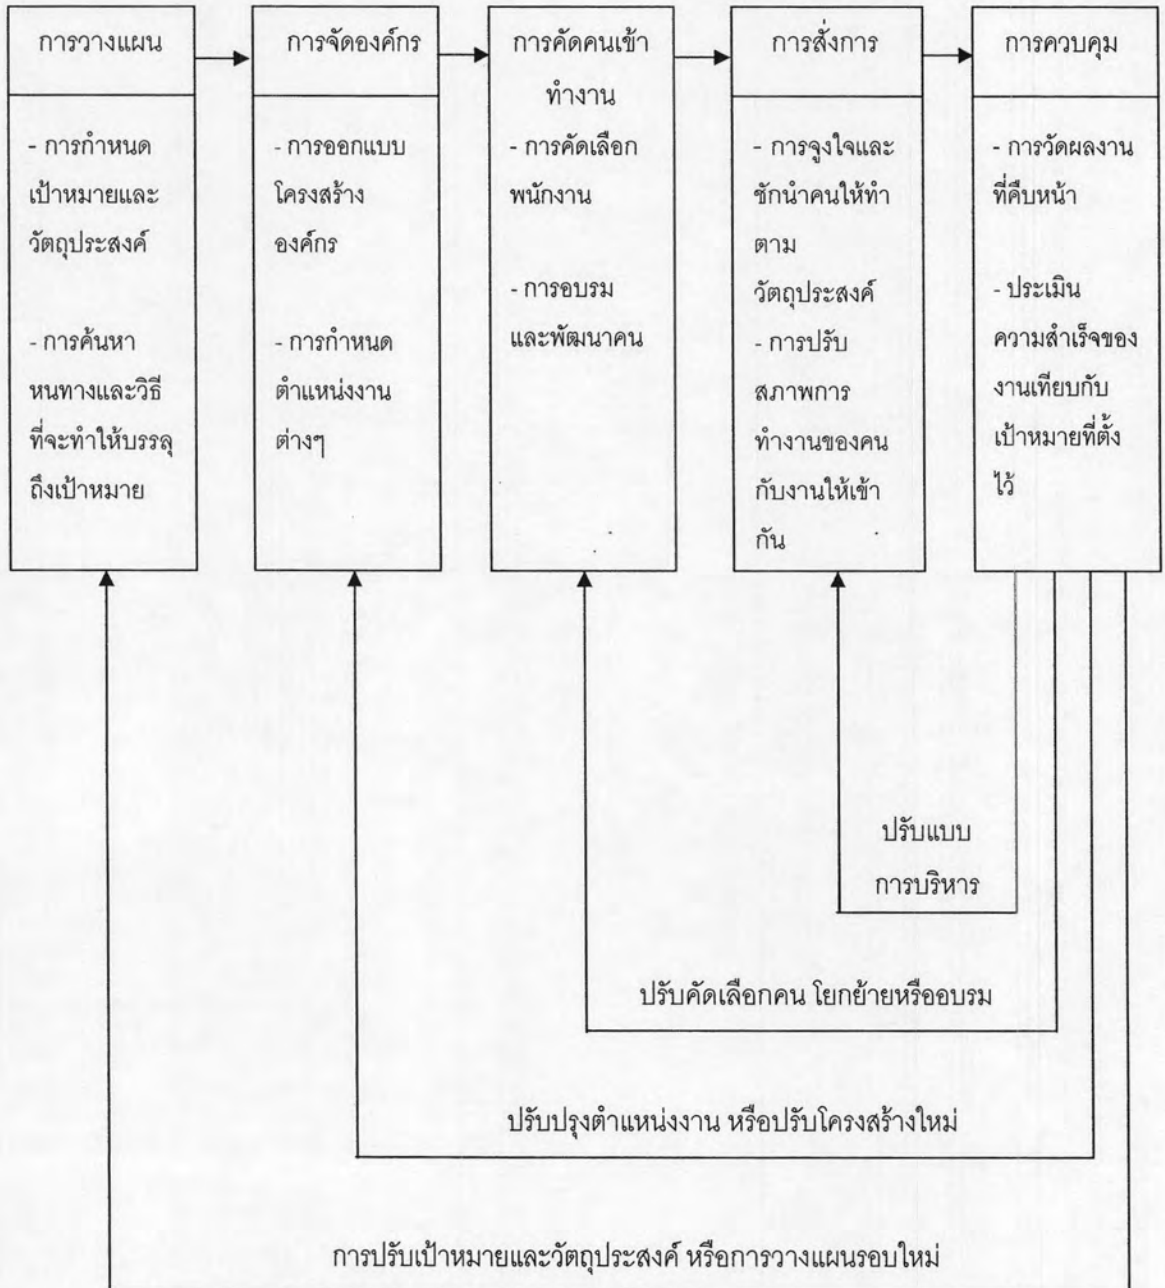 การวางแผน
- การกำหนด
เป้าหมายและ
วัตถุประสงค์
- การค้นหา
หนทางและวิธี
ที่จะทำให้บรรลุ
ถึงเป้าหมาย
การจัดองค์กร
- การออกแบบ
โครงสร้าง
องค์กร
- การกำหนด
ตำแหน่งงาน
ต่างๆ
การคัดคนเข้า
ทำงาน
- การคัดเลือก
พนักงาน
- การอบรม
และพัฒนาคน
การสั่งการ
- การจูงใจและ
ชักนำคนให้ทำ
ตาม
วัตถุประสงค์
- การปรับ
สภาพการ
ทำงานของคน
กับงานให้เข้า
กัน
การควบคุม
- การวัดผลงาน
ที่คืบหน้า
- ประเมิน
ความสำเร็จของ
งานเทียบกับ
เป้าหมายที่ตั้ง
ไว้
ปรับแบบ
การบริหาร
ปรับคัดเลือกคน โยกย้ายหรืออบรม
ปรับปรุงตำแหน่งงาน หรือปรับโครงสร้างใหม่
การปรับเป้าหมายและวัตถุประสงค์ หรือการวางแผนรอบใหม่